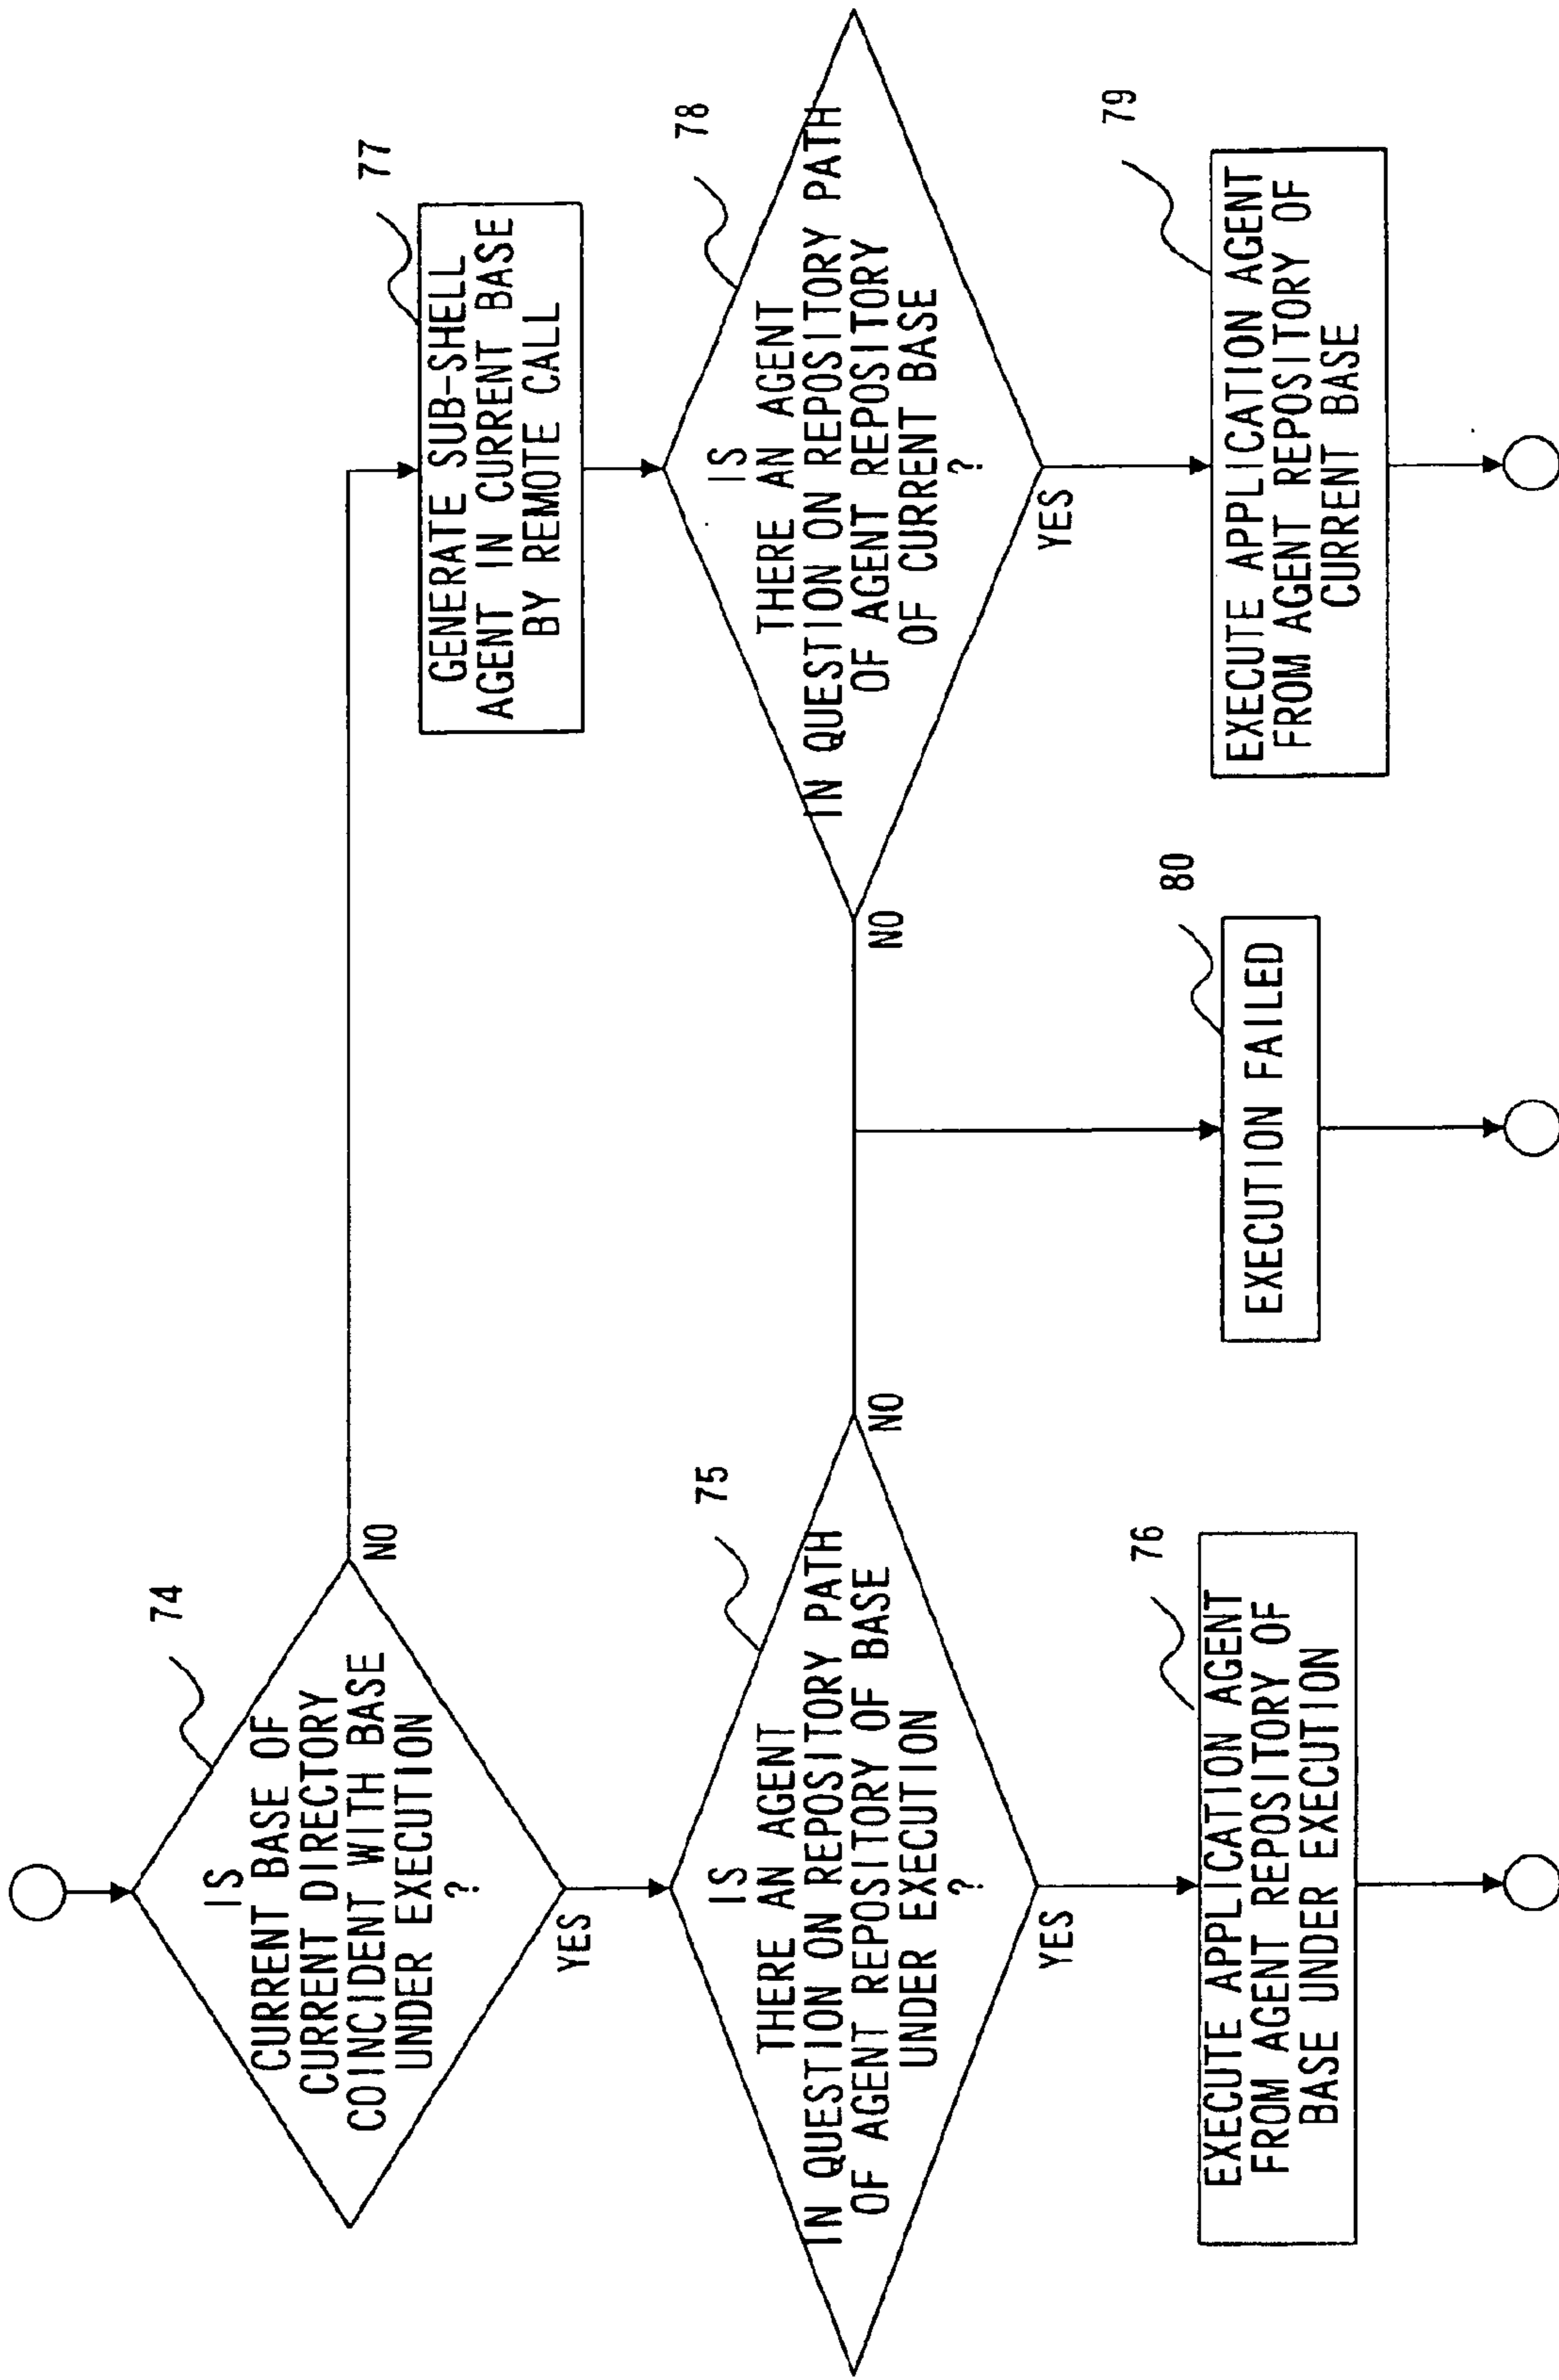 74
IS
CURRENT BASE OF
CURRENT DIRECTORY
COINCIDENT WITH BASE
UNDER EXECUTION
?
NO
YES
77
GENERATE SUB-SHELL
AGENT IN CURRENT BASE
BY REMOTE CALL
75
IS
THERE AN AGENT
IN QUESTION ON REPOSITORY PATH
OF AGENT REPOSITORY OF BASE
UNDER EXECUTION
?
NO
YES
78
IS
THERE AN AGENT
IN QUESTION ON REPOSITORY PATH
OF AGENT REPOSITORY
OF CURRENT BASE
?
NO
YES
76
EXECUTE APPLICATION AGENT
FROM AGENT REPOSITORY OF
BASE UNDER EXECUTION
80
EXECUTION FAILED
79
EXECUTE APPLICATION AGENT
FROM AGENT REPOSITORY OF
CURRENT BASE